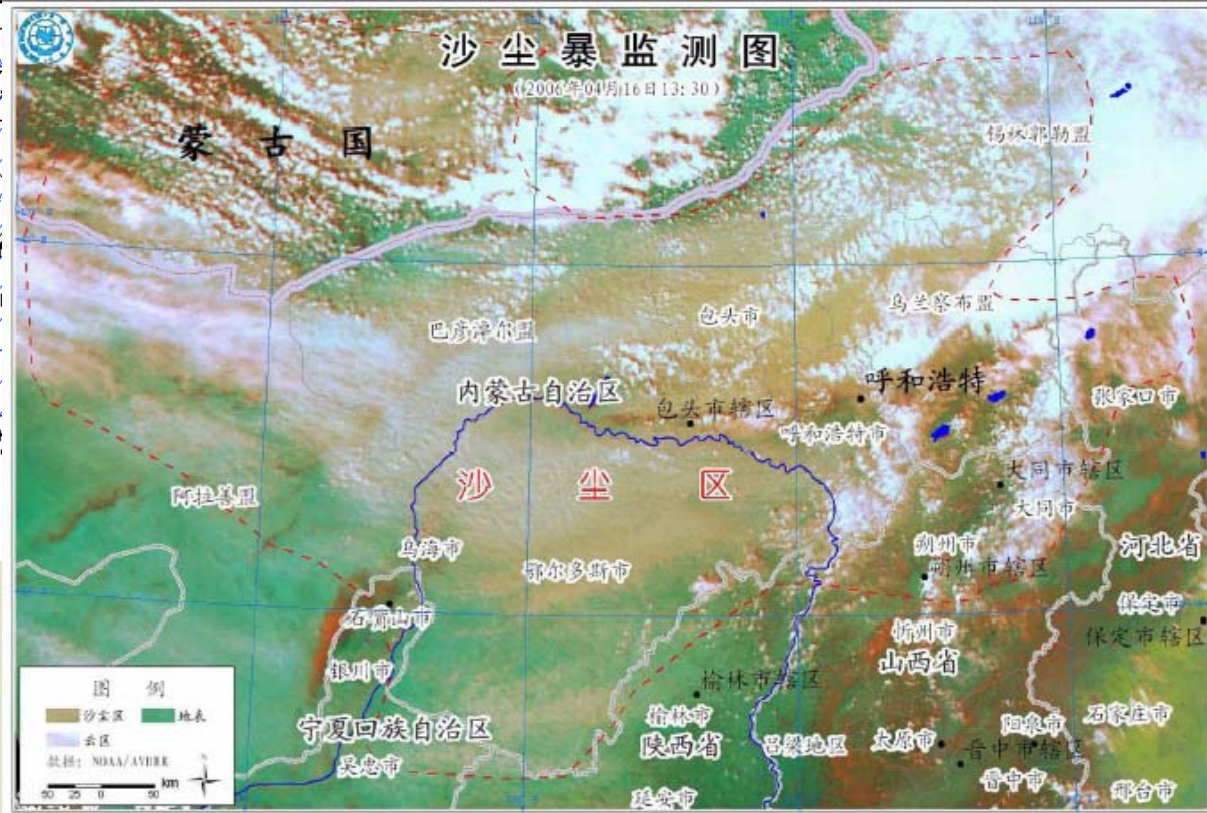 沙尘暴监测图
(2006年04月16日13:30)
蒙古国
锡林郭勒盟
乌兰察布盟
包头市
巴彦淖尔盟
呼和浩特
张家口市
内蒙古自治区
包头市辖区
呼和浩特市
沙尘区
大同市辖区
阿拉善盟
大同市
乌海市
朔州市
河北省
鄂尔多斯市
朔州市辖区
石嘴山市
保定市
忻州市
保定市辖区
山西省
银川市
榆林市辖区
图例
沙尘区 地表
云区
数据: NOAA/AVHRR
50 25 0 50 km
榆林市
石家庄市
宁夏回族自治区
阳泉市
陕西省
吕梁地区
太原市
晋中市辖区
吴忠市
晋中市
延安市
邢台市